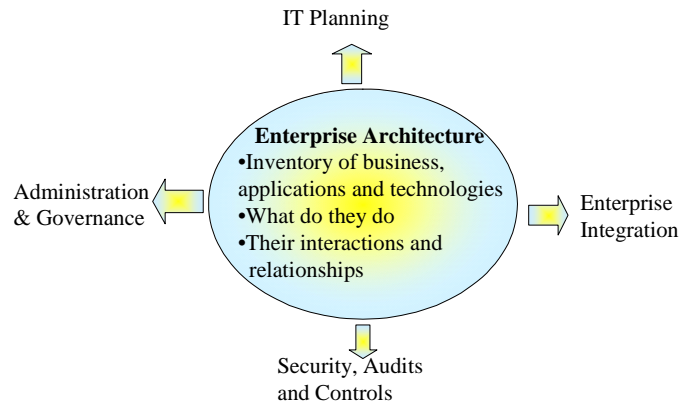 IT Planning
Enterprise Architecture
•Inventory of business,
applications and technologies
•What do they do
•Their interactions and
relationships
Administration
& Governance
Enterprise
Integration
Security, Audits
and Controls